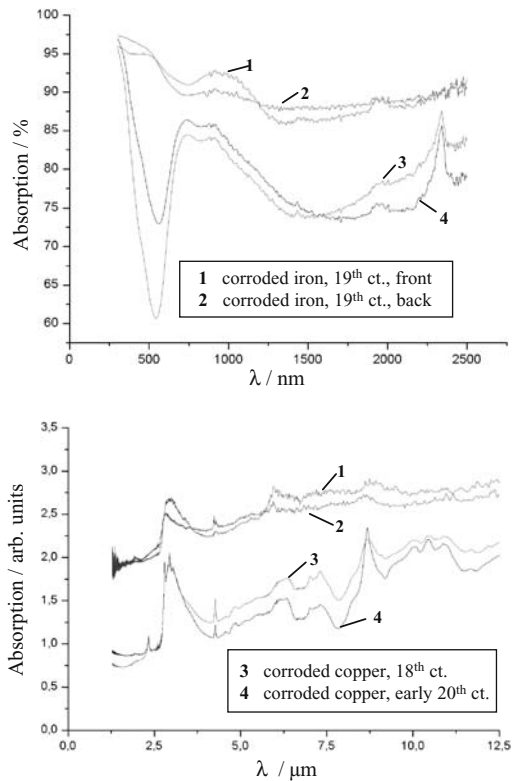 100
95
90
85
80
75
70
65
60
Absorption / %
1
2
3
4
1 corroded iron, 19th ct., front
2 corroded iron, 19th ct., back
0 500 1000 1500 2000 2500
λ / nm
3,5
3,0
2,5
2,0
1,5
1,0
0,5
0,0
Absorption / arb. units
1
2
3
4
3 corroded copper, 18th ct.
4 corroded copper, early 20th ct.
0,0 2,5 5,0 7,5 10,0 12,5
λ / μm